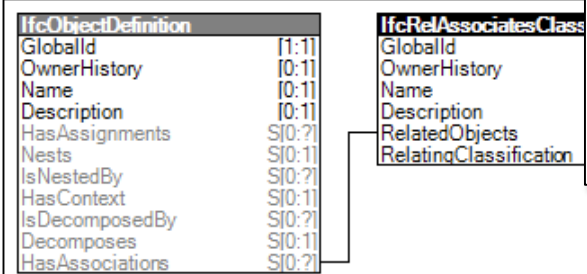 IfcObjectDefinition
GlobalId [1:1]
OwnerHistory [0:1]
Name [0:1]
Description [0:1]
HasAssignments S[0:?]
Nests S[0:1]
IsNestedBy S[0:?]
HasContext S[0:1]
IsDecomposedBy S[0:?]
Decomposes S[0:1]
HasAssociations S[0:?]
IfcRelAssociatesClass
GlobalId
OwnerHistory
Name
Description
RelatedObjects
RelatingClassification